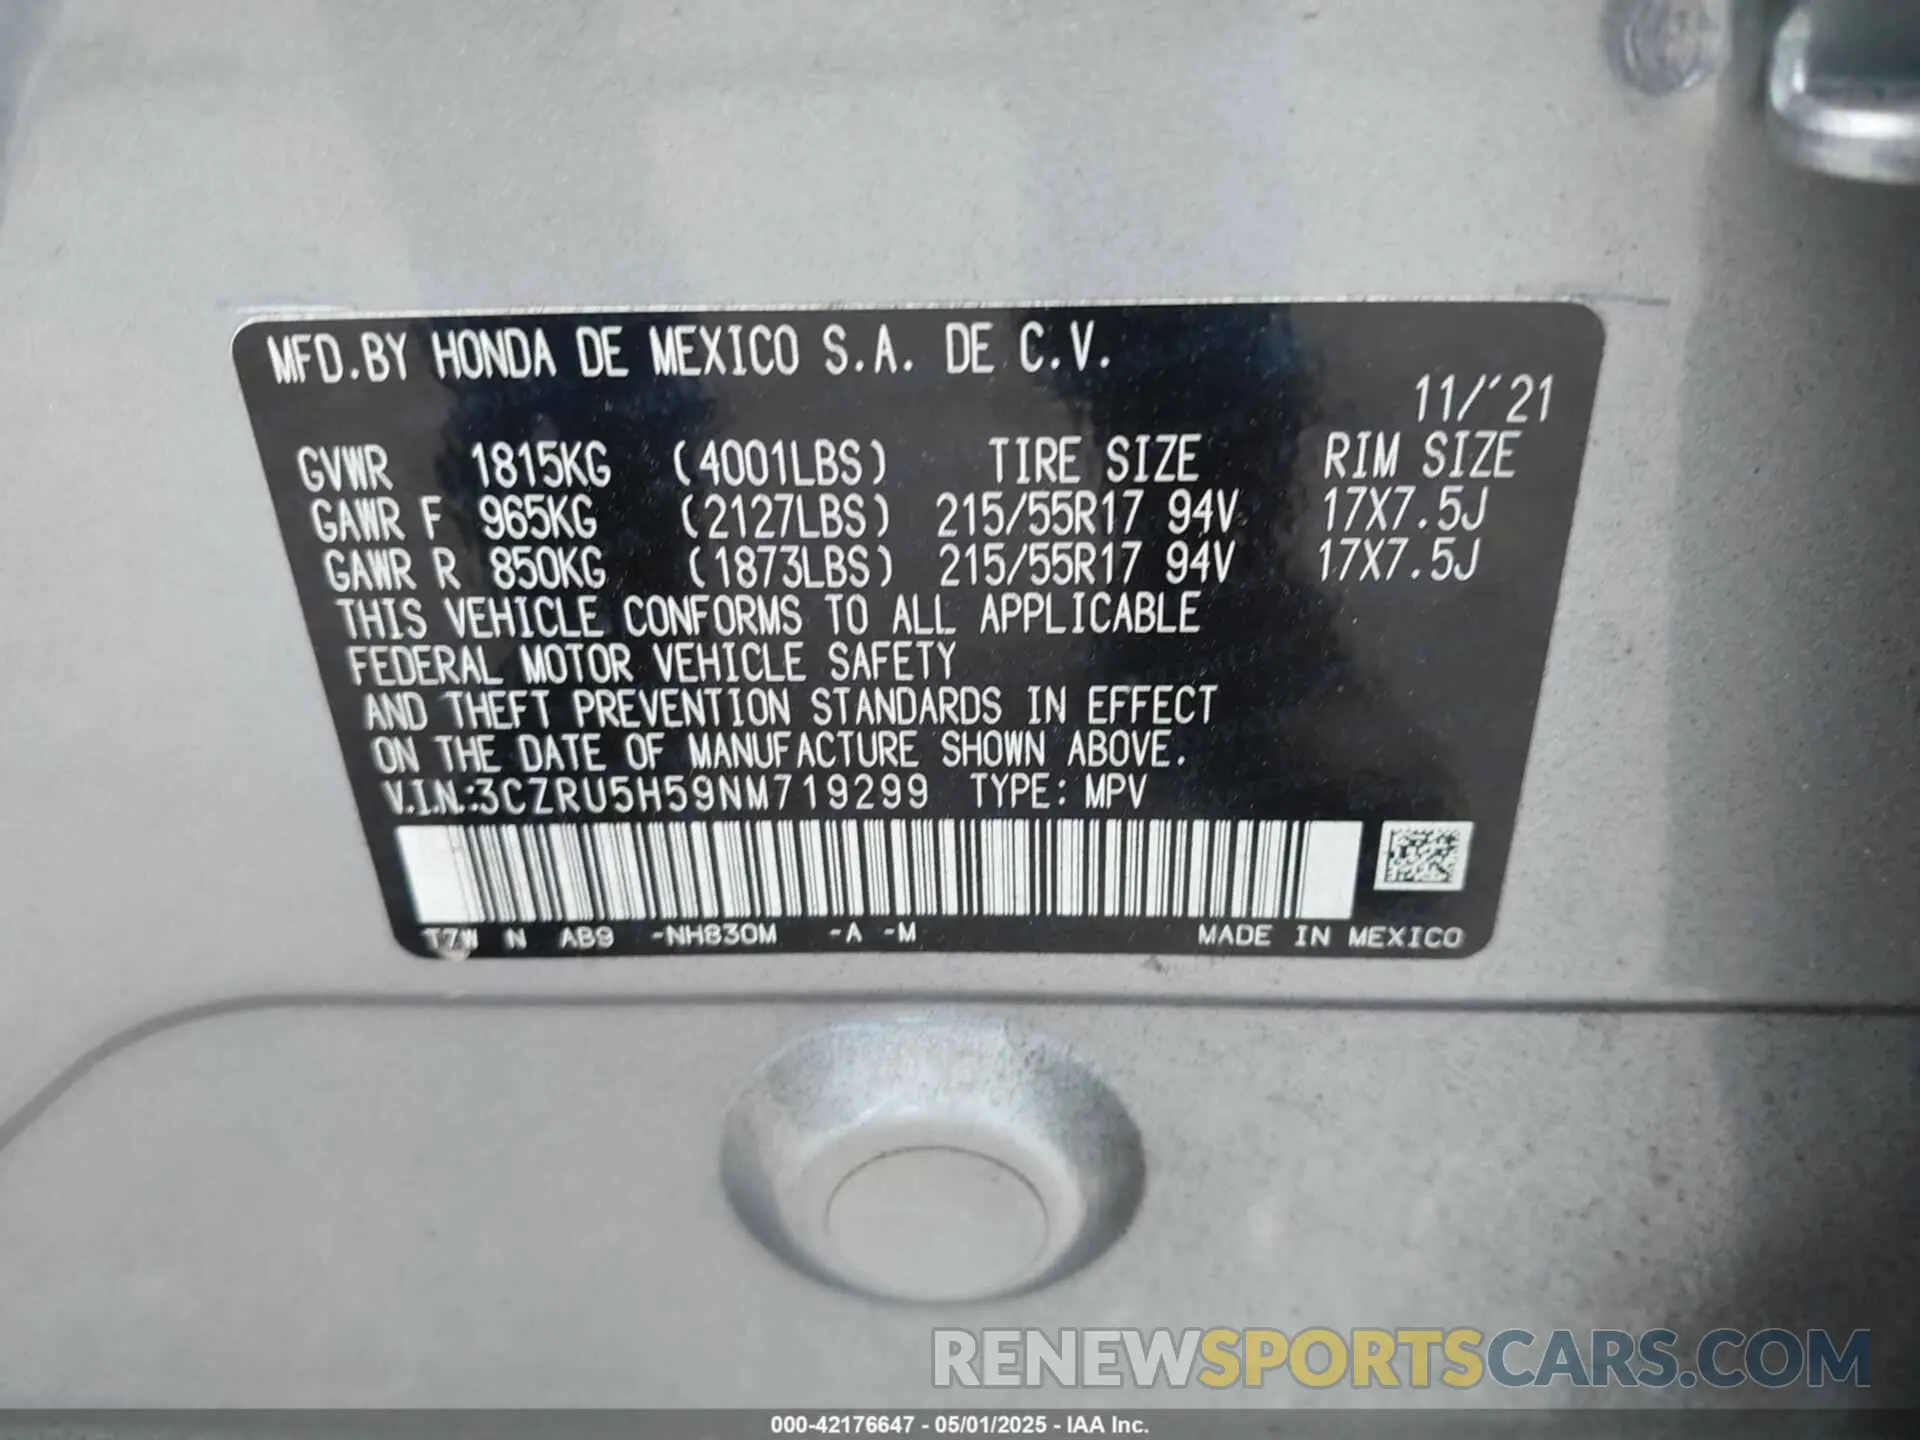 MFD.BY HONDA DE MEXICO S.A. DE C.V.
11/'21
GVWR 1815KG (4001LBS) TIRE SIZE RIM SIZE
GAWR F 965KG (2127LBS) 215/55R17 94V 17X7.5J
GAWR R 850KG (1873LBS) 215/55R17 94V 17X7.5J
THIS VEHICLE CONFORMS TO ALL APPLICABLE
FEDERAL MOTOR VEHICLE SAFETY
AND THEFT PREVENTION STANDARDS IN EFFECT
ON THE DATE OF MANUFACTURE SHOWN ABOVE.
V.I.N.:3CZRU5H59NM719299 TYPE: MPV
T7W N AB9 -NH830M -A -M MADE IN MEXICO
RENEWSPORTSCARS.COM
000-42176647 - 05/01/2025 - IAA Inc.